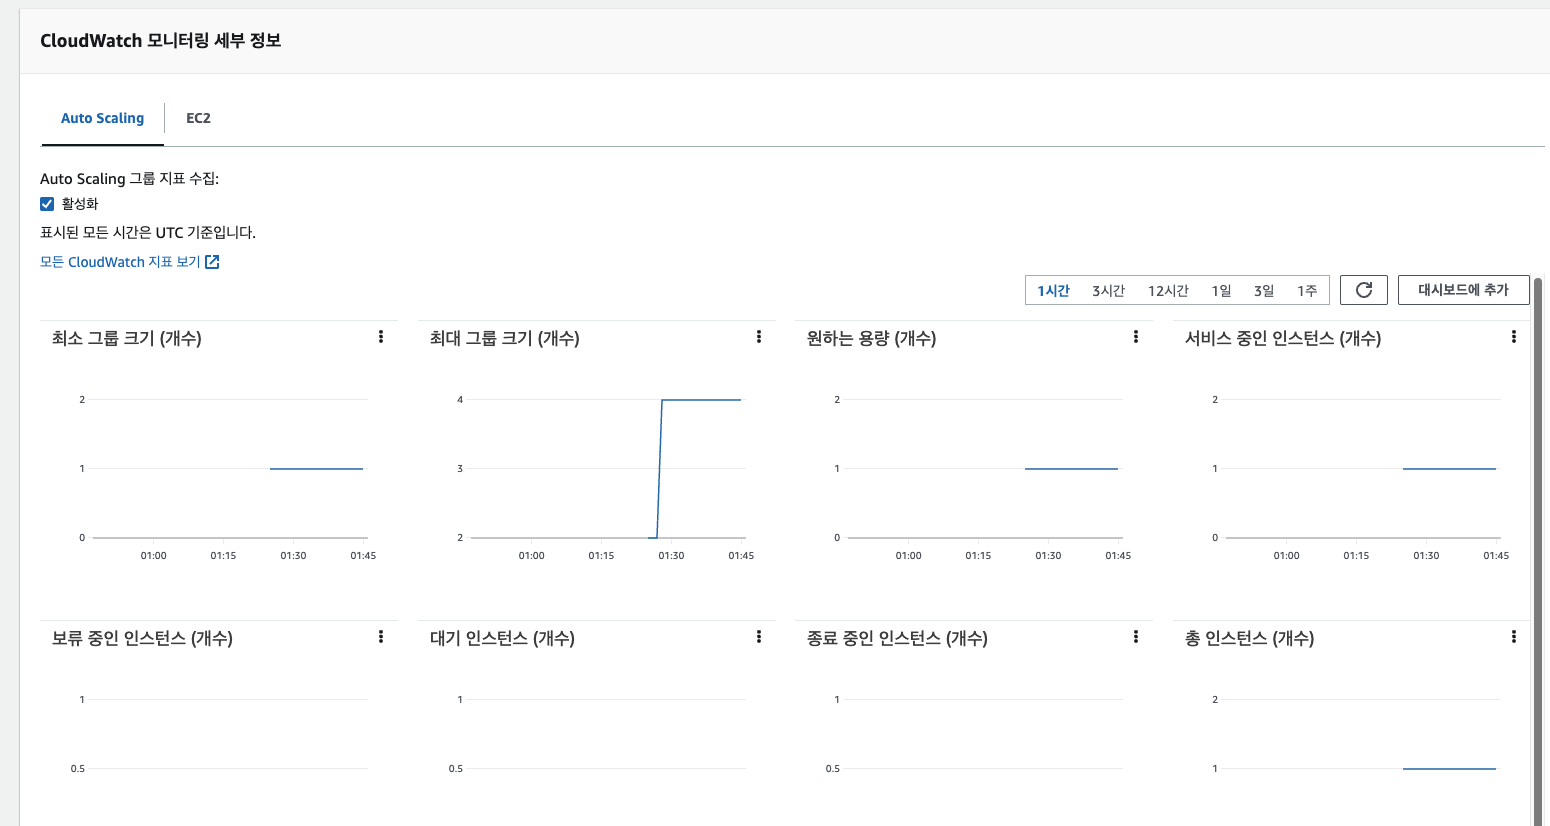 CloudWatch 모니터링 세부 정보
Auto Scaling EC2
Auto Scaling 그룹 지표 수집:
활성화
표시된 모든 시간은 UTC 기준입니다.
모든 CloudWatch 지표 보기
1시간 3시간 12시간 1일 3일 1주 대시보드에 추가
최소 그룹 크기 (개수)
2
1
0
01:00 01:15 01:30 01:45
최대 그룹 크기 (개수)
4
3
2
01:00 01:15 01:30 01:45
원하는 용량 (개수)
2
1
0
01:00 01:15 01:30 01:45
서비스 중인 인스턴스 (개수)
2
1
0
01:00 01:15 01:30 01:45
보류 중인 인스턴스 (개수)
1
0.5
대기 인스턴스 (개수)
1
0.5
종료 중인 인스턴스 (개수)
1
0.5
총 인스턴스 (개수)
2
1